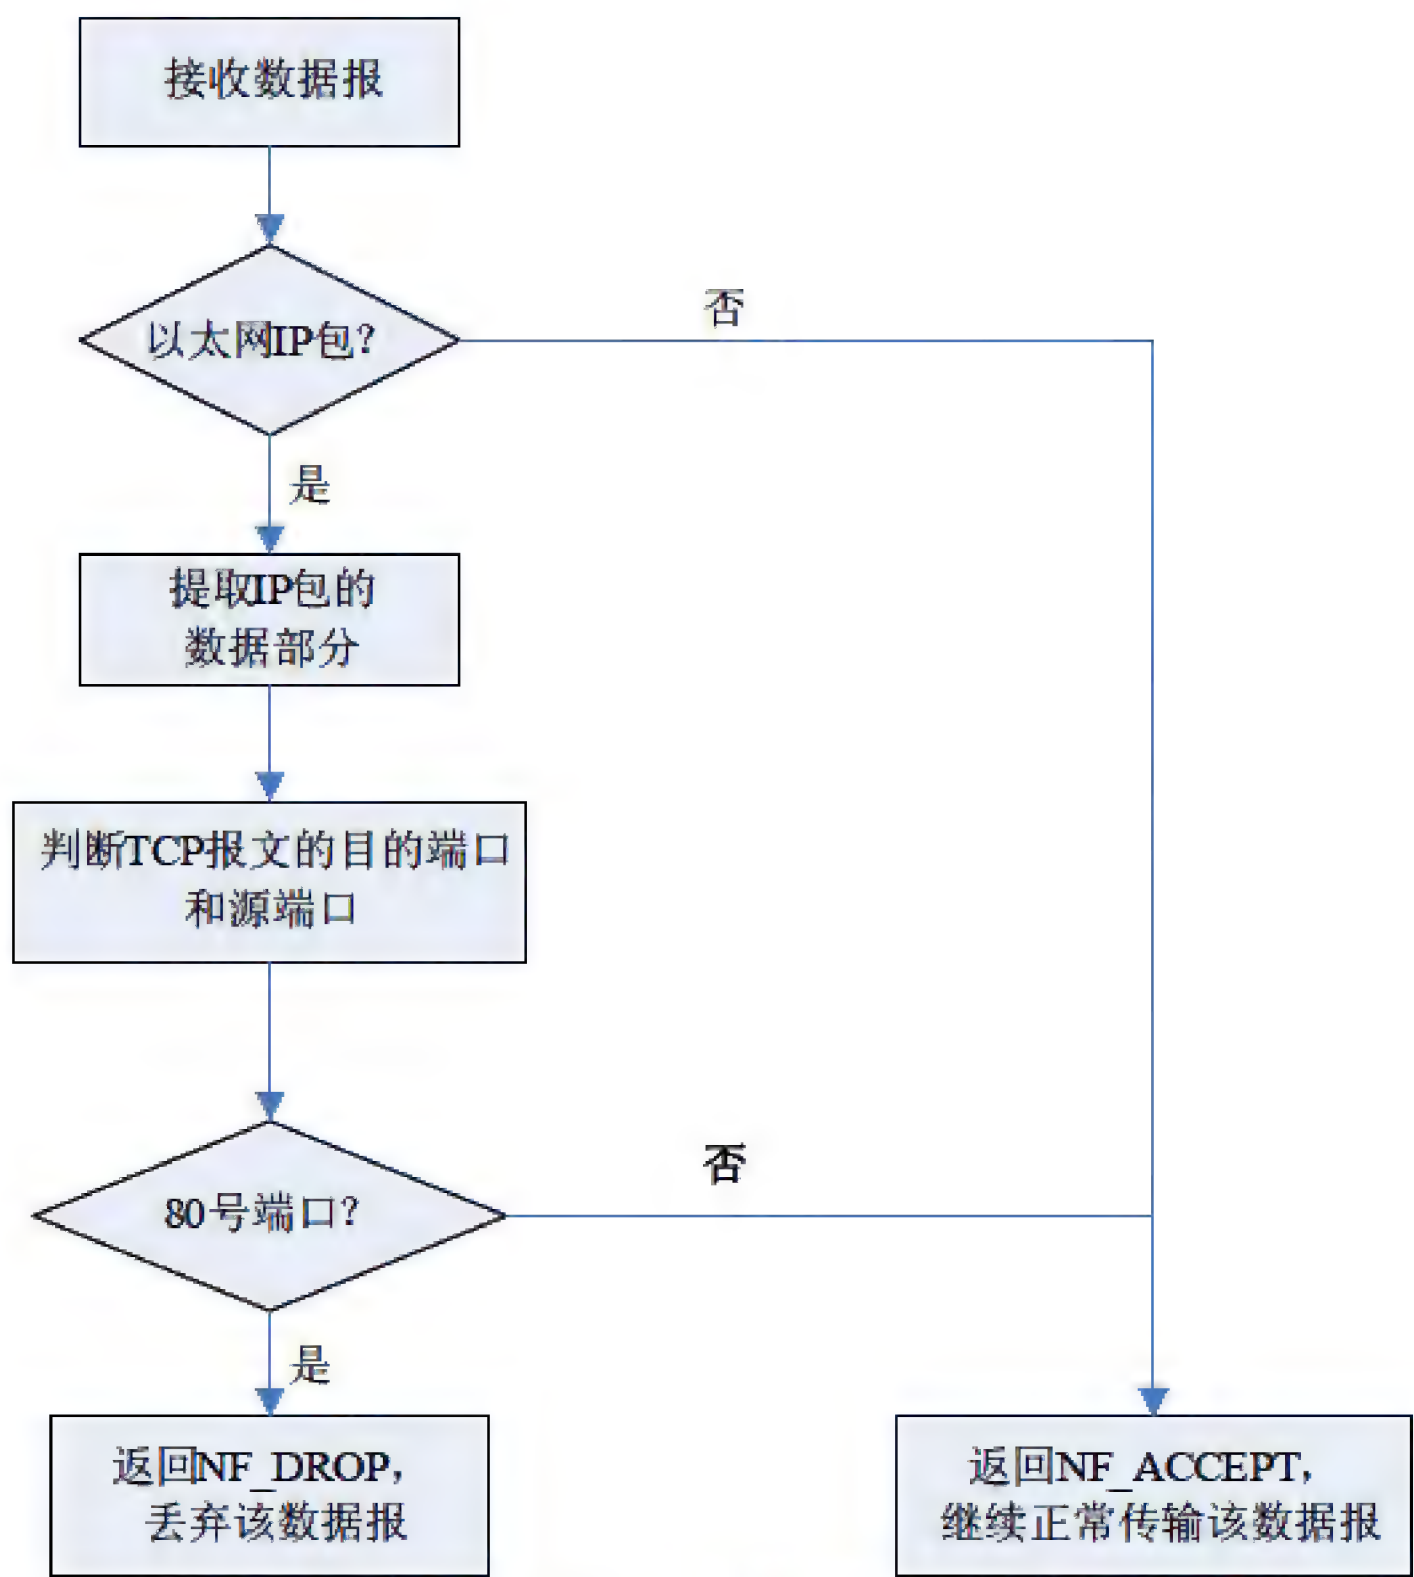 接收数据报
以太网IP包?
否
是
提取IP包的
数据部分
判断TCP报文的目的端口
和源端口
80号端口?
否
是
返回NF_DROP,
丢弃该数据报
返回NF_ACCEPT,
继续正常传输该数据报